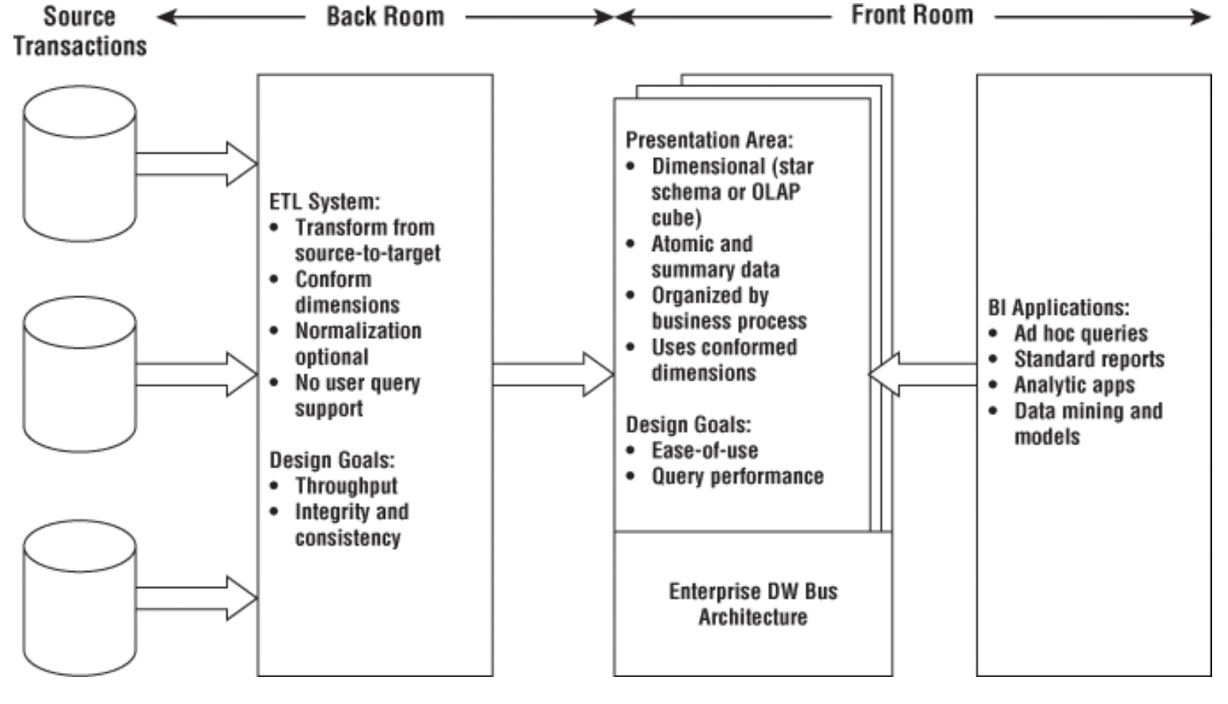 Source
Transactions
Back Room
Front Room
ETL System:
• Transform from
source-to-target
• Conform
dimensions
• Normalization
optional
• No user query
support
Design Goals:
• Throughput
• Integrity and
consistency
Presentation Area:
• Dimensional (star
schema or OLAP
cube)
• Atomic and
summary data
• Organized by
business process
• Uses conformed
dimensions
Design Goals:
• Ease-of-use
• Query performance
Enterprise DW Bus
Architecture
BI Applications:
• Ad hoc queries
• Standard reports
• Analytic apps
• Data mining and
models